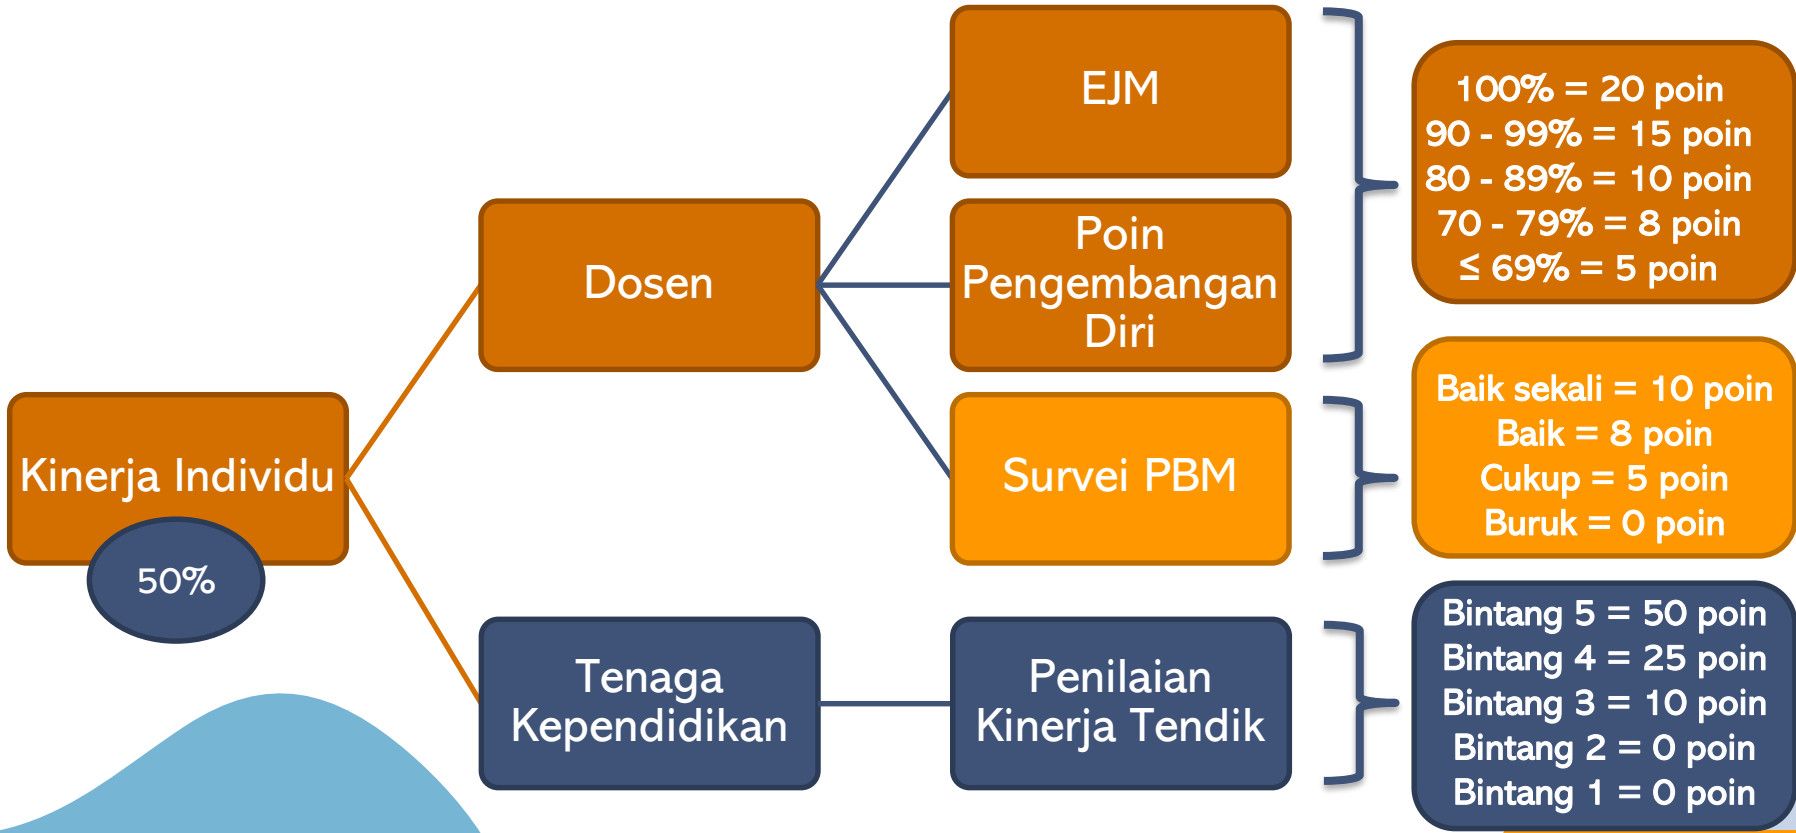 Kinerja Individu
50%
Dosen
Tenaga
Kependidikan
EJM
Poin
Pengembangan
Diri
Survei PBM
Penilaian
Kinerja Tendik
100% = 20 poin
90 - 99% = 15 poin
80 - 89% = 10 poin
70 - 79% = 8 poin
≤ 69% = 5 poin
Baik sekali = 10 poin
Baik = 8 poin
Cukup = 5 poin
Buruk = 0 poin
Bintang 5 = 50 poin
Bintang 4 = 25 poin
Bintang 3 = 10 poin
Bintang 2 = 0 poin
Bintang 1 = 0 poin